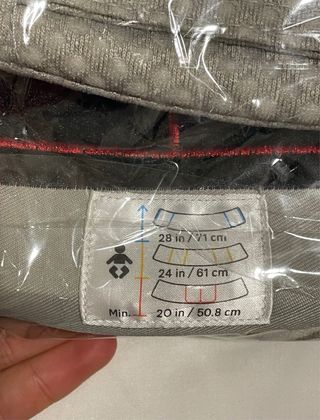 28 in / 71 cm
24 in / 61 cm
Min. 20 in / 50.8 cm